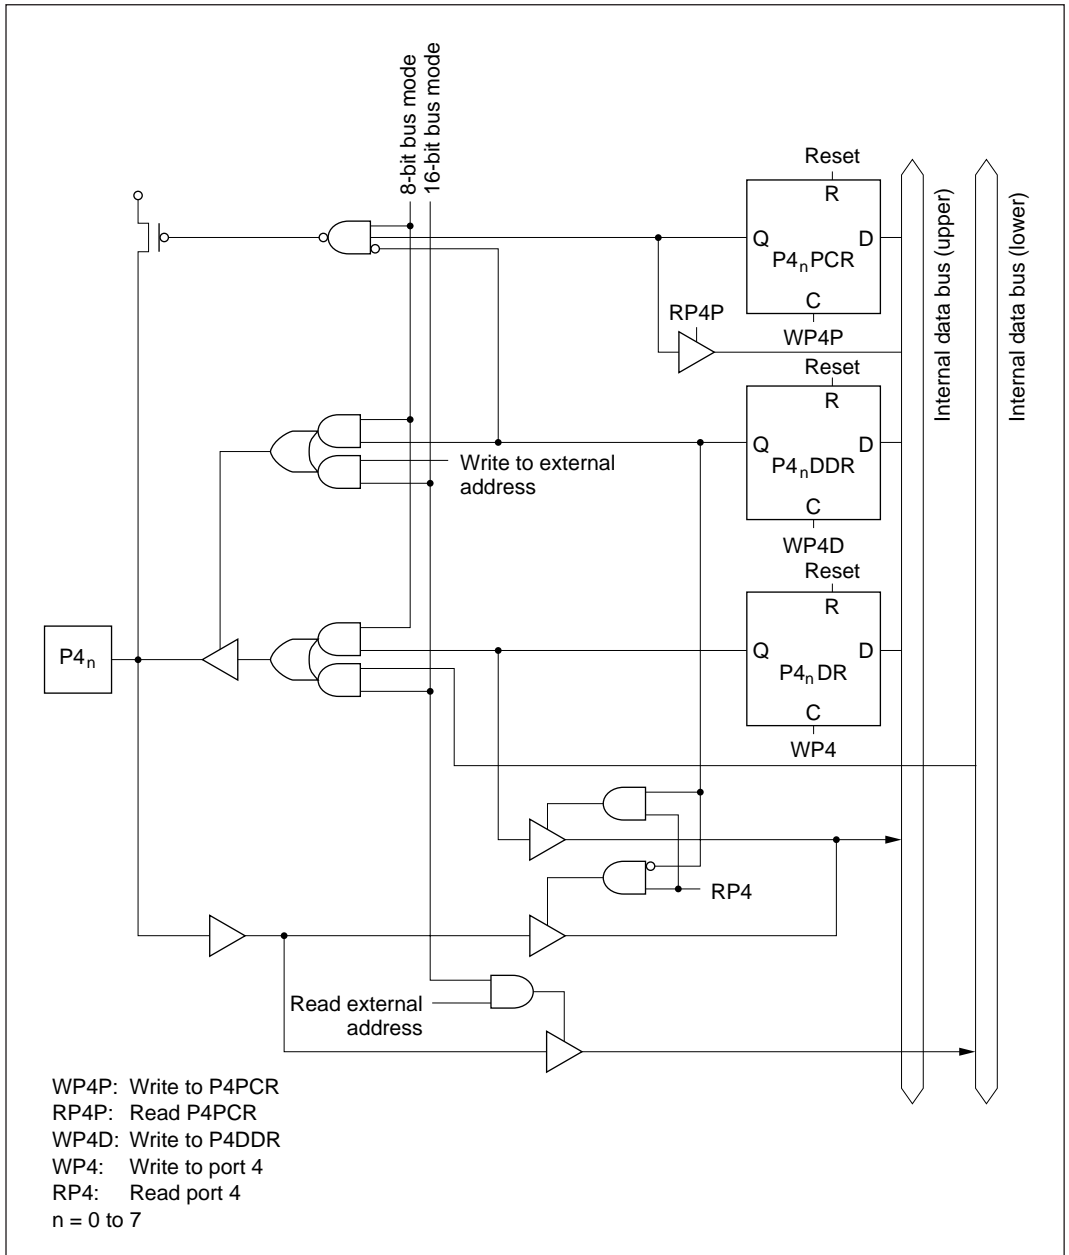 8-bit bus mode
16-bit bus mode
Reset
R
Q
D
P4nPCR
C
WP4P
RP4P
Internal data bus (upper)
Internal data bus (lower)
Reset
R
Q
D
P4nDDR
C
WP4D
Write to external
address
Reset
R
Q
D
P4nDR
C
WP4
P4n
RP4
Read external
address
WP4P: Write to P4PCR
RP4P: Read P4PCR
WP4D: Write to P4DDR
WP4: Write to port 4
RP4: Read port 4
n = 0 to 7